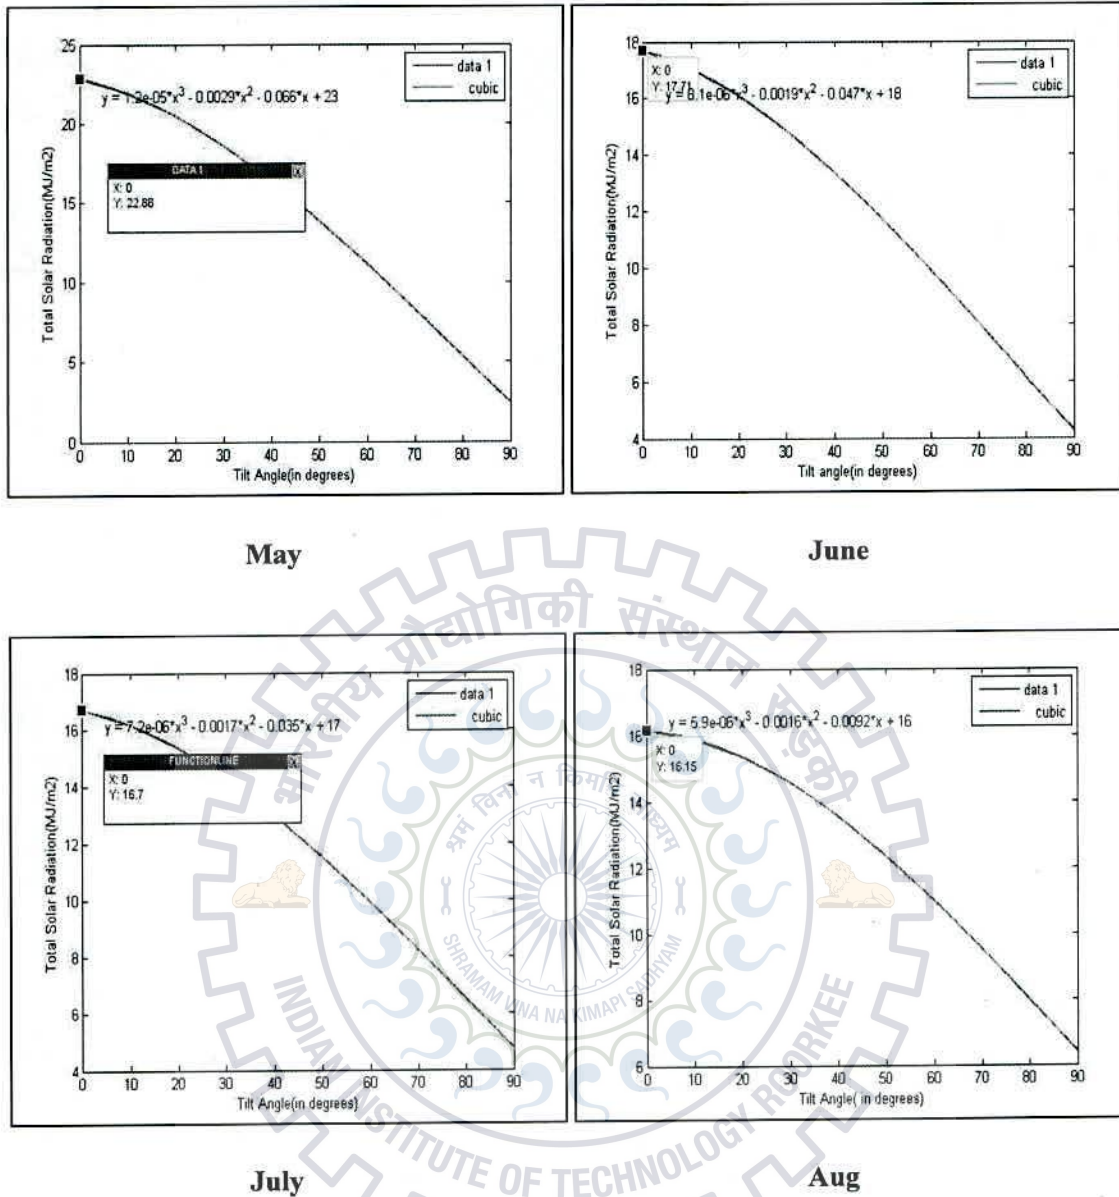 25
20
15
10
5
0
0 10 20 30 40 50 60 70 80 90
Total Solar Radiation(MJ/m2)
Tilt Angle(in degrees)
data 1
cubic
y = 1.2e-05*x^3 - 0.0029*x^2 - 0.066*x + 23
DATA 1
X: 0
Y: 22.88
May
18
16
14
12
10
8
6
4
0 10 20 30 40 50 60 70 80 90
Total Solar Radiation(MJ/m2)
Tilt angle(in degrees)
data 1
cubic
X: 0
Y: 17.71
- 0.0019*x^2 - 0.047*x + 18
June
18
16
14
12
10
8
6
4
0 10 20 30 40 50 60 70 80 90
Total Solar Radiation(MJ/m2)
Tilt Angle(in degrees)
data 1
cubic
y = 7.2e-06*x^3 - 0.0017*x^2 - 0.035*x + 17
FUNCTIONLINE
X: 0
Y: 16.7
July
18
16
14
12
10
8
6
0 10 20 30 40 50 60 70 80 90
Total Solar Radiation(MJ/m2)
Tilt Angle( in degrees)
data 1
cubic
y = 5.9e-06*x^3 - 0.0016*x^2 - 0.0092*x + 16
X: 0
Y: 16.15
Aug
भारतीय प्रौद्योगिकी संस्थान रुड़की
श्रमं विना न किमपि साध्यम
SHRAMAM VINA NA KIMAPI SADHYAM
INDIAN INSTITUTE OF TECHNOLOGY ROORKEE